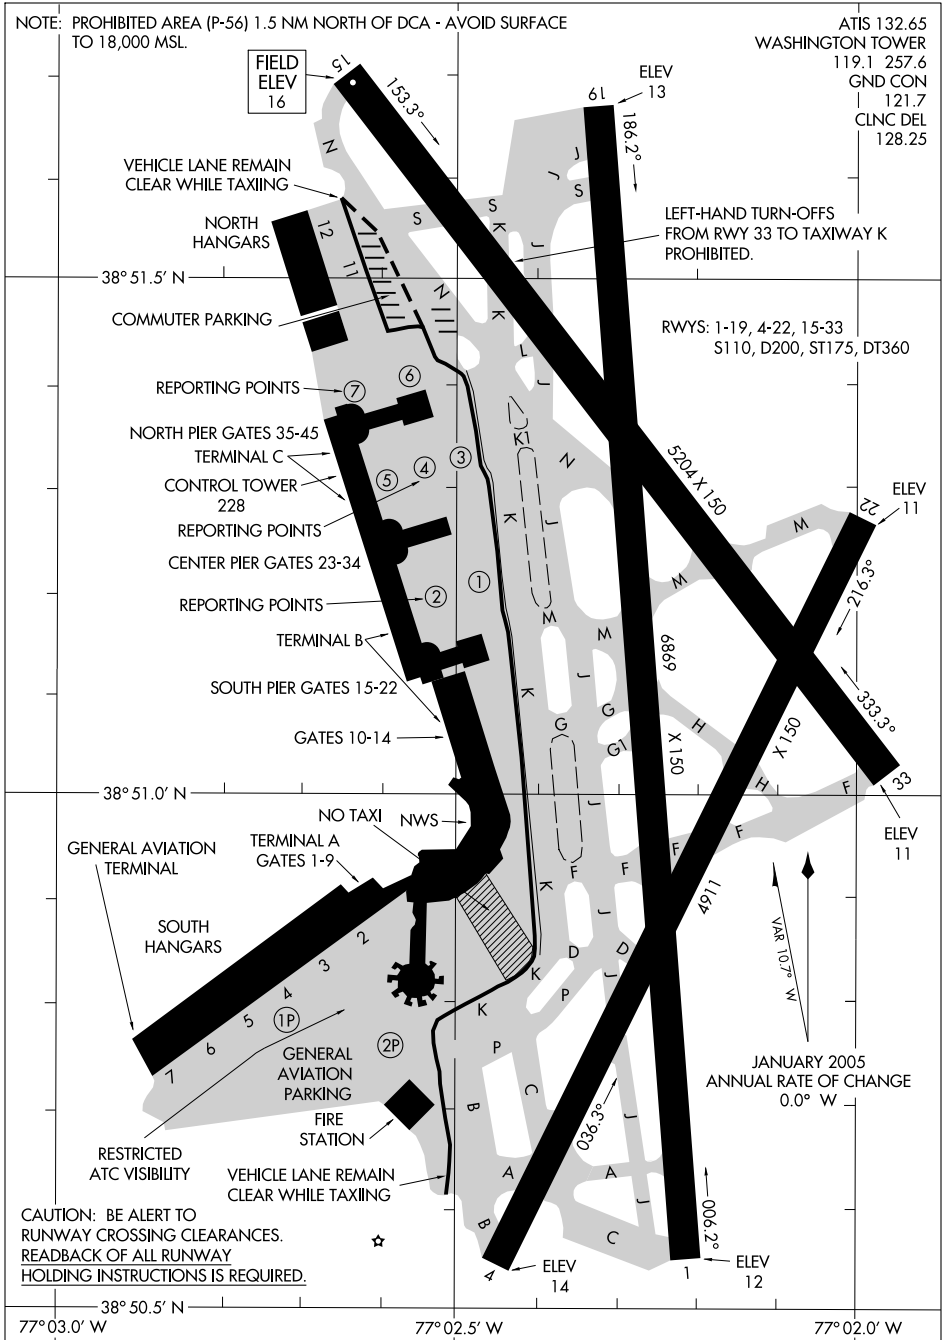 NOTE: PROHIBITED AREA (P-56) 1.5 NM NORTH OF DCA - AVOID SURFACE
TO 18,000 MSL.
ATIS 132.65
WASHINGTON TOWER
119.1 257.6
GND CON
121.7
CLNC DEL
128.25
FIELD
ELEV
16
15
153.3°
ELEV
13
19
186.2°
N
J
J
S
S
S
K
J
VEHICLE LANE REMAIN
CLEAR WHILE TAXIING
LEFT-HAND TURN-OFFS
FROM RWY 33 TO TAXIWAY K
PROHIBITED.
NORTH
HANGARS
12
11
38°51.5' N
N
K
L
J
COMMUTER PARKING
RWYS: 1-19, 4-22, 15-33
S110, D200, ST175, DT360
REPORTING POINTS
7
6
NORTH PIER GATES 35-45
K1
TERMINAL C
3
4
5
N
5204 X 150
CONTROL TOWER
228
ELEV
11
22
REPORTING POINTS
K
J
M
CENTER PIER GATES 23-34
216.3°
1
2
M
REPORTING POINTS
M
M
TERMINAL B
6869
X 150
J
SOUTH PIER GATES 15-22
K
G
G
G1
H
333.3°
X 150
GATES 10-14
38°51.0' N
J
H
F
33
NO TAXI
NWS
ELEV
11
TERMINAL A
GATES 1-9
GENERAL AVIATION
TERMINAL
F
F
F
F
K
4911
J
SOUTH
HANGARS
2
3
4
5
6
7
D
D
J
K
P
VAR 10.7° W
1P
K
2P
P
GENERAL
AVIATION
PARKING
JANUARY 2005
ANNUAL RATE OF CHANGE
0.0° W
B
C
036.3°
J
FIRE
STATION
RESTRICTED
ATC VISIBILITY
VEHICLE LANE REMAIN
CLEAR WHILE TAXIING
A
A
J
006.2°
B
C
CAUTION: BE ALERT TO
RUNWAY CROSSING CLEARANCES.
READBACK OF ALL RUNWAY
HOLDING INSTRUCTIONS IS REQUIRED.
4
ELEV
14
1
ELEV
12
38°50.5' N
77°03.0' W
77°02.5' W
77°02.0' W